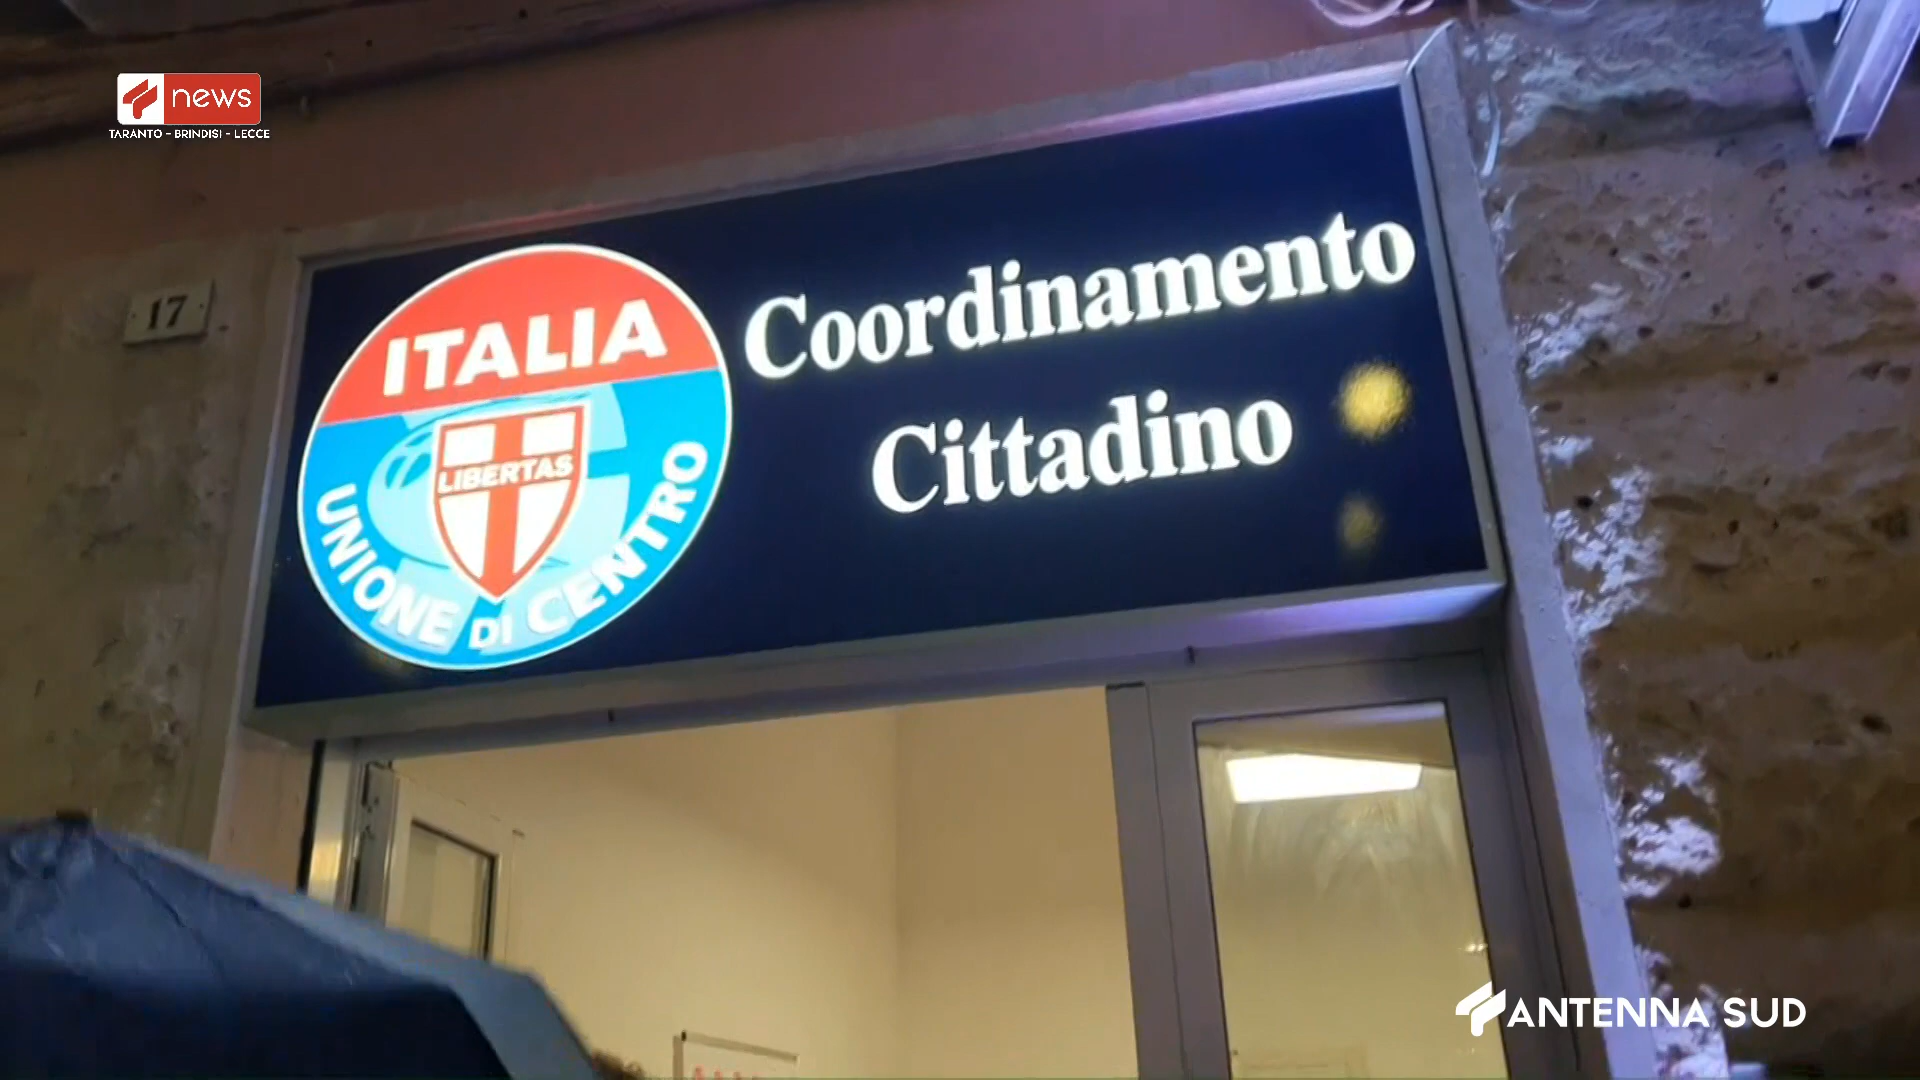 news
TARANTO - BRINDISI - LECCE
17
ITALIA
LIBERTAS
UNIONE DI CENTRO
Coordinamento
Cittadino
ANTENNA SUD